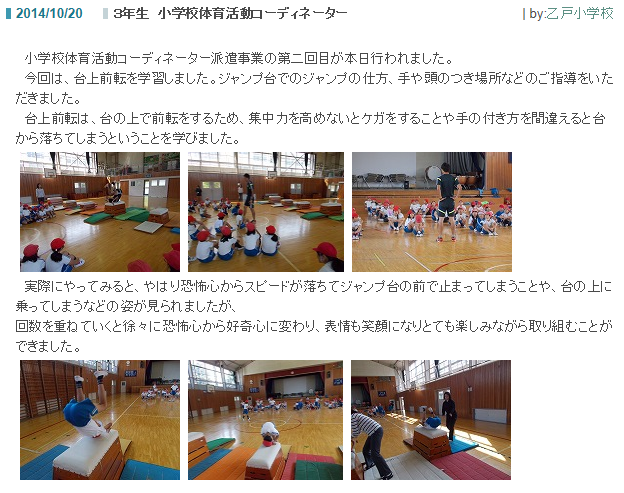 2014/10/20 3年生 小学校体育活動コーディネーター | by:乙戸小学校
小学校体育活動コーディネーター派遣事業の第二回目が本日行われました。
今回は、台上前転を学習しました。ジャンプ台でのジャンプの仕方、手や頭のつき場所などのご指導をいた
だきました。
台上前転は、台の上で前転をするため、集中力を高めないとケガをすることや手の付き方を間違えると台
から落ちてしまうということを学びました。
実際にやってみると、やはり恐怖心からスピードが落ちてジャンプ台の前で止まってしまうことや、台の上に
乗ってしまうなどの姿が見られましたが、
回数を重ねていくと徐々に恐怖心から好奇心に変わり、表情も笑顔になりとても楽しみながら取り組むことが
できました。